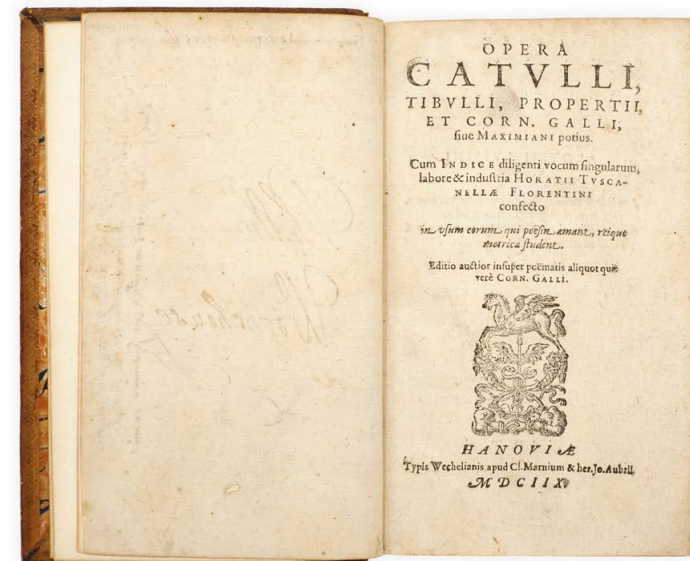 OPERA
CATVLLI,
TIBVLLI, PROPERTII,
ET CORN. GALLI,
ſiue MAXIMIANI potius.
Cum INDICE diligenti vocum ſingularum,
labore & induſtria HORATII TVSCA-
NELLÆ FLORENTINI
confecto
in vſum eorum qui poëſin amant, reique
metricæ ſtudent.
Editio auctior inſuper poëmatis aliquot quæ
verè CORN. GALLI.
HANOVIÆ
Typis Wechelianis apud Cl. Marnium & her. Jo. Aubrii
MDCIIX